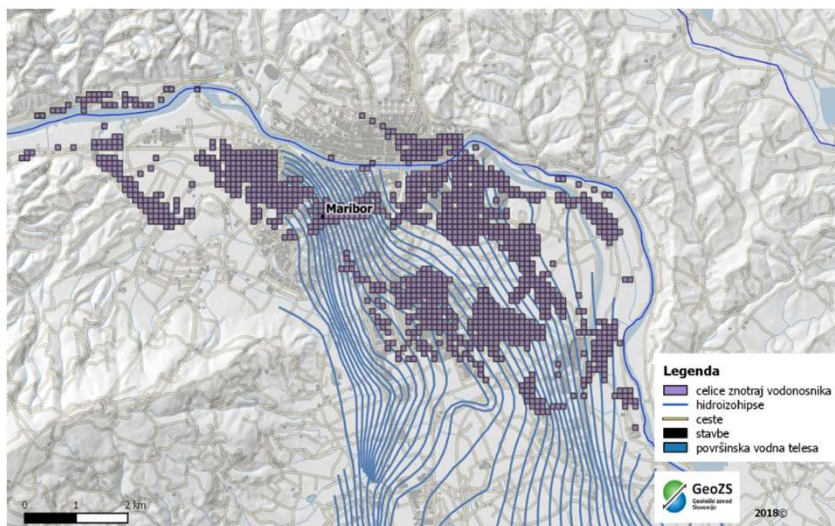 Maribor
Legenda
celice znotraj vodonosnika
hidroizohipse
ceste
stavbe
površinska vodna telesa
GeoZS
Geološki zavod
Slovenije
2018©
0 1 2 km